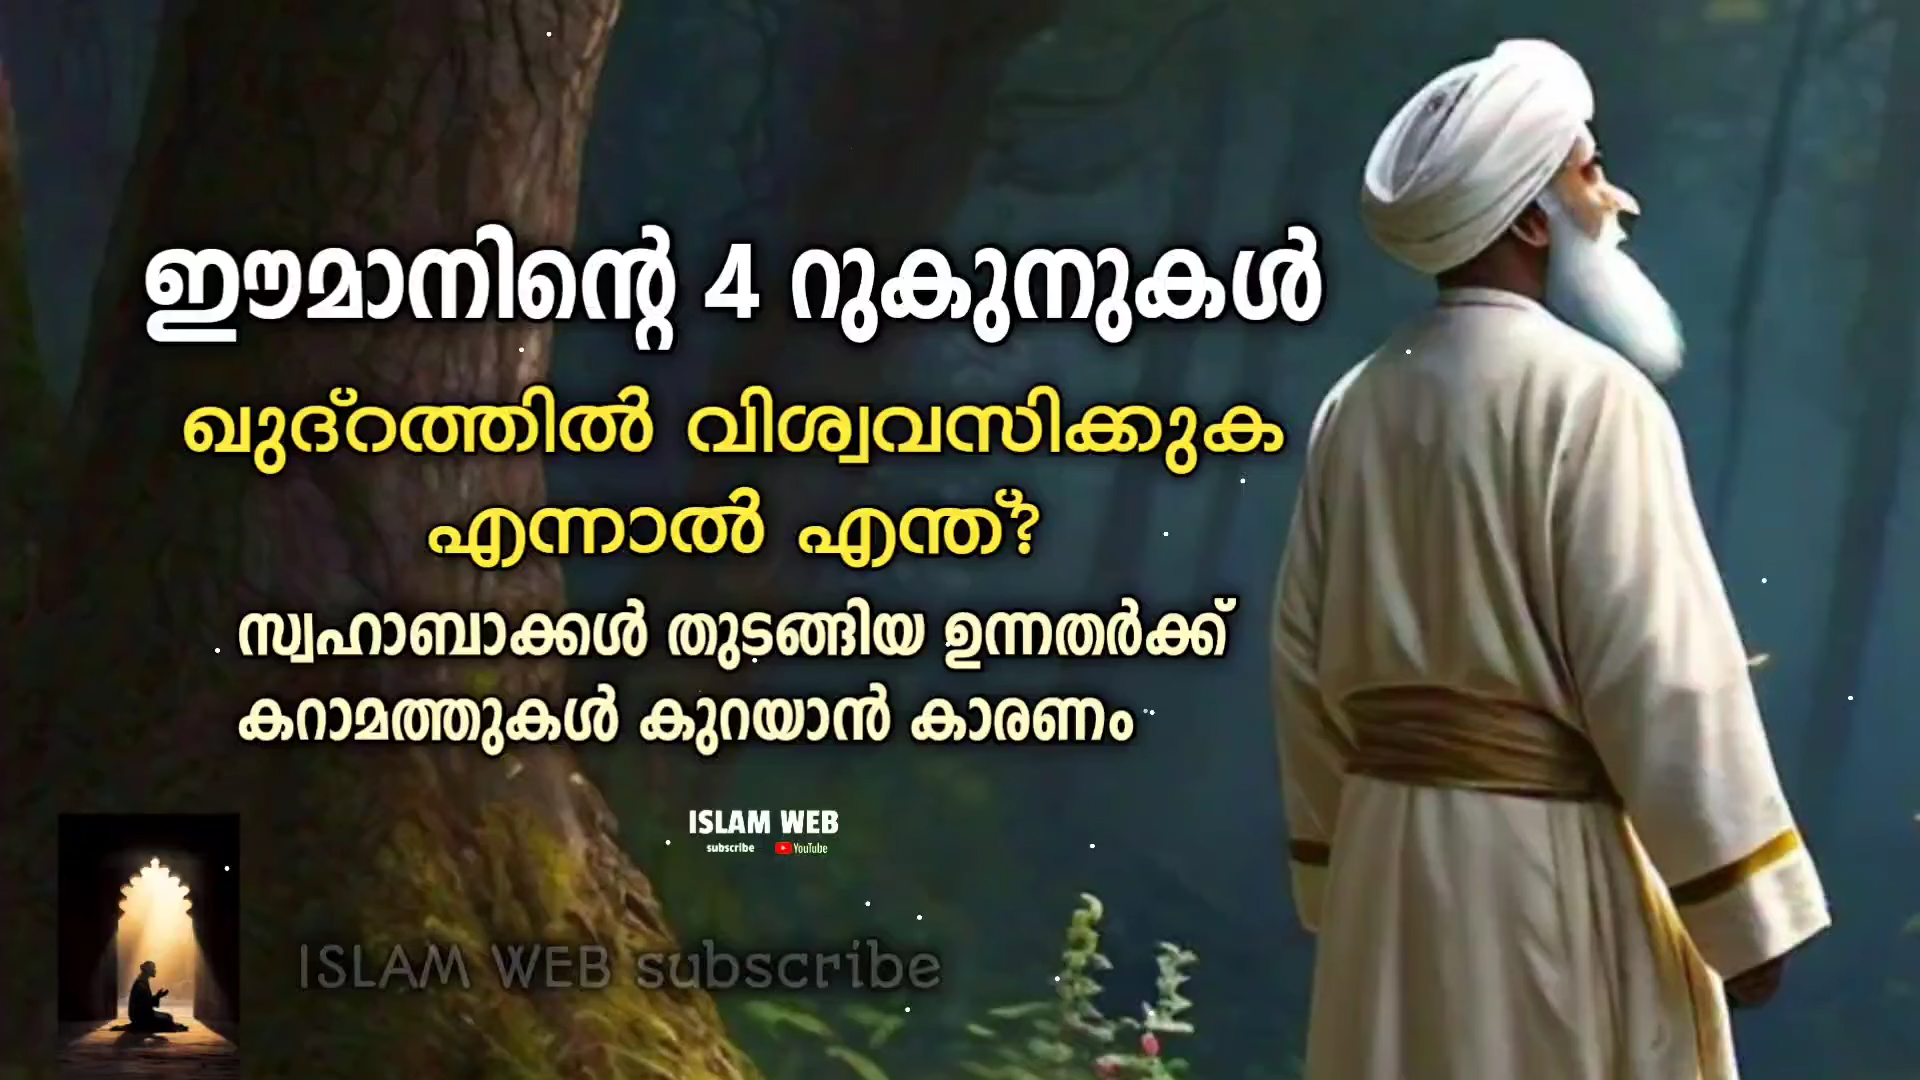 ഈമാനിന്റെ 4 റുകുനുകൾ
ഖുദ്റത്തിൽ വിശ്വവസിക്കുക
എന്നാൽ എന്ത്?
സ്വഹാബാക്കൾ തുടങ്ങിയ ഉന്നതർക്ക്
കറാമത്തുകൾ കുറയാൻ കാരണം
ISLAM WEB
subscribe YouTube
ISLAM WEB subscribe